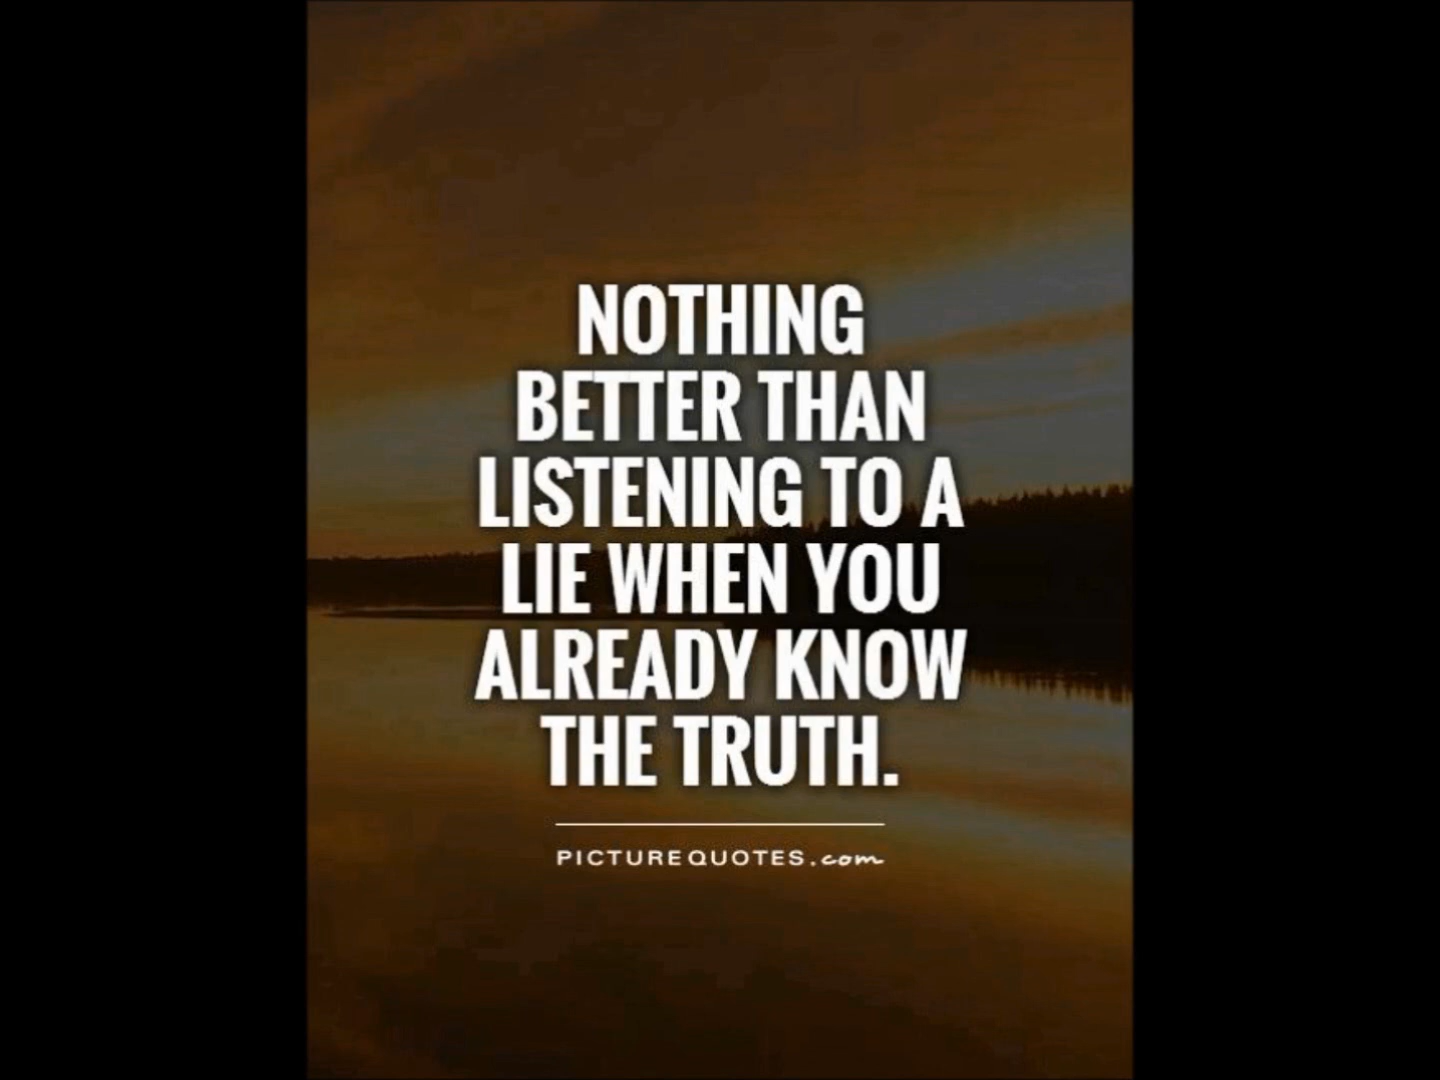 NOTHING
BETTER THAN
LISTENING TO A
LIE WHEN YOU
ALREADY KNOW
THE TRUTH.
PICTUREQUOTES.com